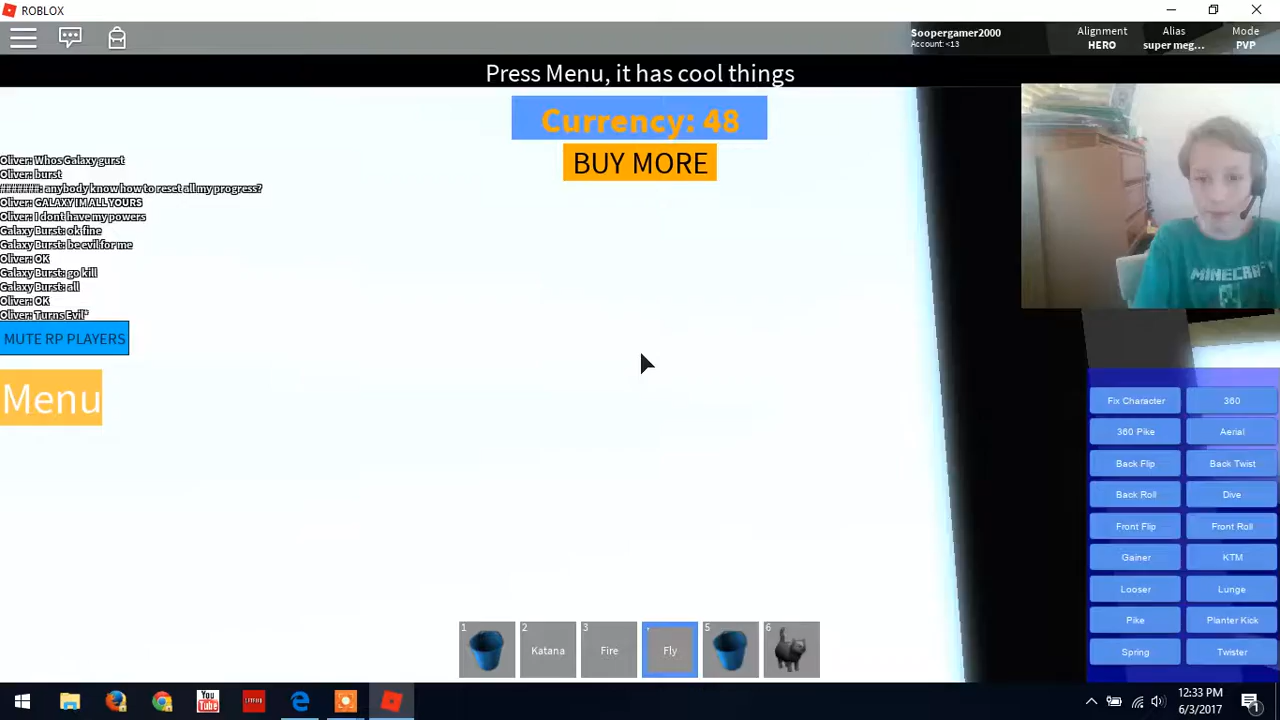 ROBLOX
Soopergamer2000
Account: <13
Alignment
HERO
Alias
super meg...
Mode
PVP
Press Menu, it has cool things
Currency: 48
BUY MORE
Oliver: Whos Galaxy gurst
Oliver: burst
#######: anybody know how to reset all my progress?
Oliver: GALAXY IM ALL YOURS
Oliver: I dont have my powers
Galaxy Burst: ok fine
Galaxy Burst: be evil for me
Oliver: OK
Galaxy Burst: go kill
Galaxy Burst: all
Oliver: OK
Oliver: Turns Evil*
MUTE RP PLAYERS
Menu
MINECRAFT
Fix Character
360
360 Pike
Aerial
Back Flip
Back Twist
Back Roll
Dive
Front Flip
Front Roll
Gainer
KTM
Looser
Lunge
Pike
Planter Kick
Spring
Twister
1
2
Katana
3
Fire
Fly
5
6
You
Tube
12:33 PM
6/3/2017
1